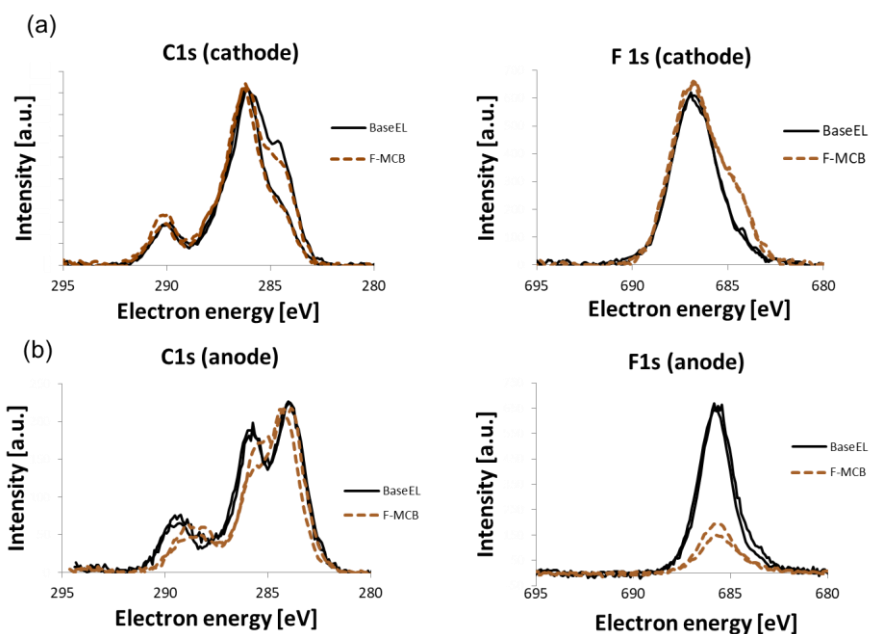 (a)
C1s (cathode)
Intensity [a.u.]
BaseEL
F-MCB
295 290 285 280
Electron energy [eV]
F 1s (cathode)
Intensity [a.u.]
BaseEL
F-MCB
695 690 685 680
Electron energy [eV]
(b)
C1s (anode)
Intensity [a.u.]
BaseEL
F-MCB
295 290 285 280
Electron energy [eV]
F1s (anode)
Intensity [a.u.]
BaseEL
F-MCB
695 690 685 680
Electron energy [eV]